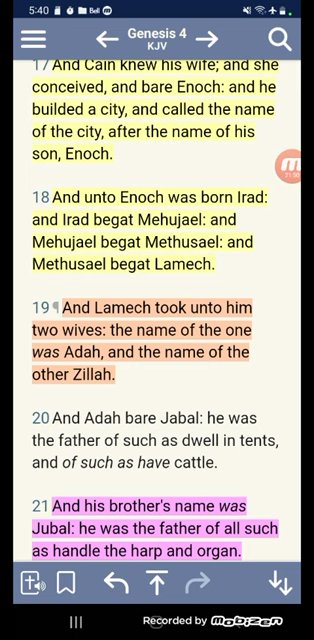 5:40 Bell
Genesis 4
KJV
17 And Cain knew his wife; and she
conceived, and bare Enoch: and he
builded a city, and called the name
of the city, after the name of his
son, Enoch.
18 And unto Enoch was born Irad:
and Irad begat Mehujael: and
Mehujael begat Methusael: and
Methusael begat Lamech.
19 ¶ And Lamech took unto him
two wives: the name of the one
was Adah, and the name of the
other Zillah.
20 And Adah bare Jabal: he was
the father of such as dwell in tents,
and of such as have cattle.
21 And his brother's name was
Jubal: he was the father of all such
as handle the harp and organ.
Recorded by Mobizen